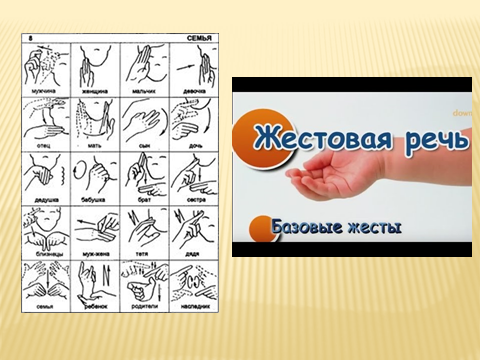 8 СЕМЬЯ
мужчина женщина мальчик девочка
отец мать сын дочь
дедушка бабушка брат сестра
близнецы муж-жена тетя дядя
семья ребенок родители наследник
Жестовая речь
Базовые жесты